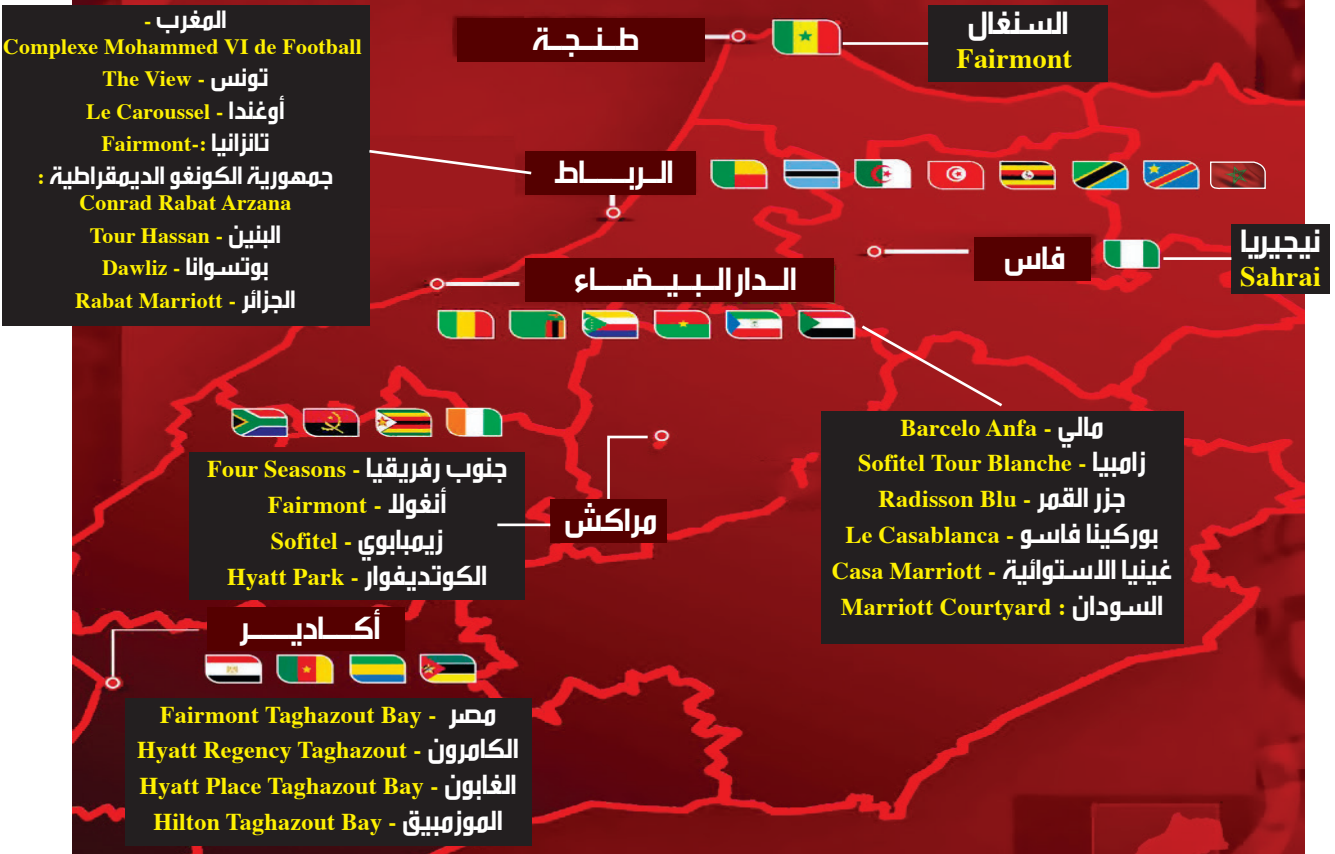 المغرب -
Complexe Mohammed VI de Football
تونس - The View
أوغندا - Le Caroussel
تانزانيا :-Fairmont
جمهورية الكونغو الديمقراطية :
Conrad Rabat Arzana
البنين - Tour Hassan
بوتسوانا - Dawliz
الجزائر - Rabat Marriott
طنجة
السنغال
Fairmont
الربــــاط
فاس
نيجيريا
Sahrai
الــدار الــبــيــضــــاء
مالي - Barcelo Anfa
زامبيا - Sofitel Tour Blanche
جزر القمر - Radisson Blu
بوركينا فاسو - Le Casablanca
غينيا الاستوائية - Casa Marriott
السودان : Marriott Courtyard
جنوب رفريقيا - Four Seasons
أنغولا - Fairmont
زيمبابوي - Sofitel
الكوتديفوار - Hyatt Park
مراكش
أكــــاديــــــر
مصر - Fairmont Taghazout Bay
الكامرون - Hyatt Regency Taghazout
الغابون - Hyatt Place Taghazout Bay
الموزمبيق - Hilton Taghazout Bay